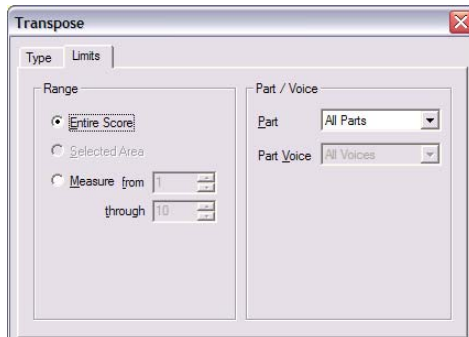 Transpose
Type Limits
Range
Entire Score
Selected Area
Measure from 1
through 10
Part / Voice
Part All Parts
Part Voice All Voices